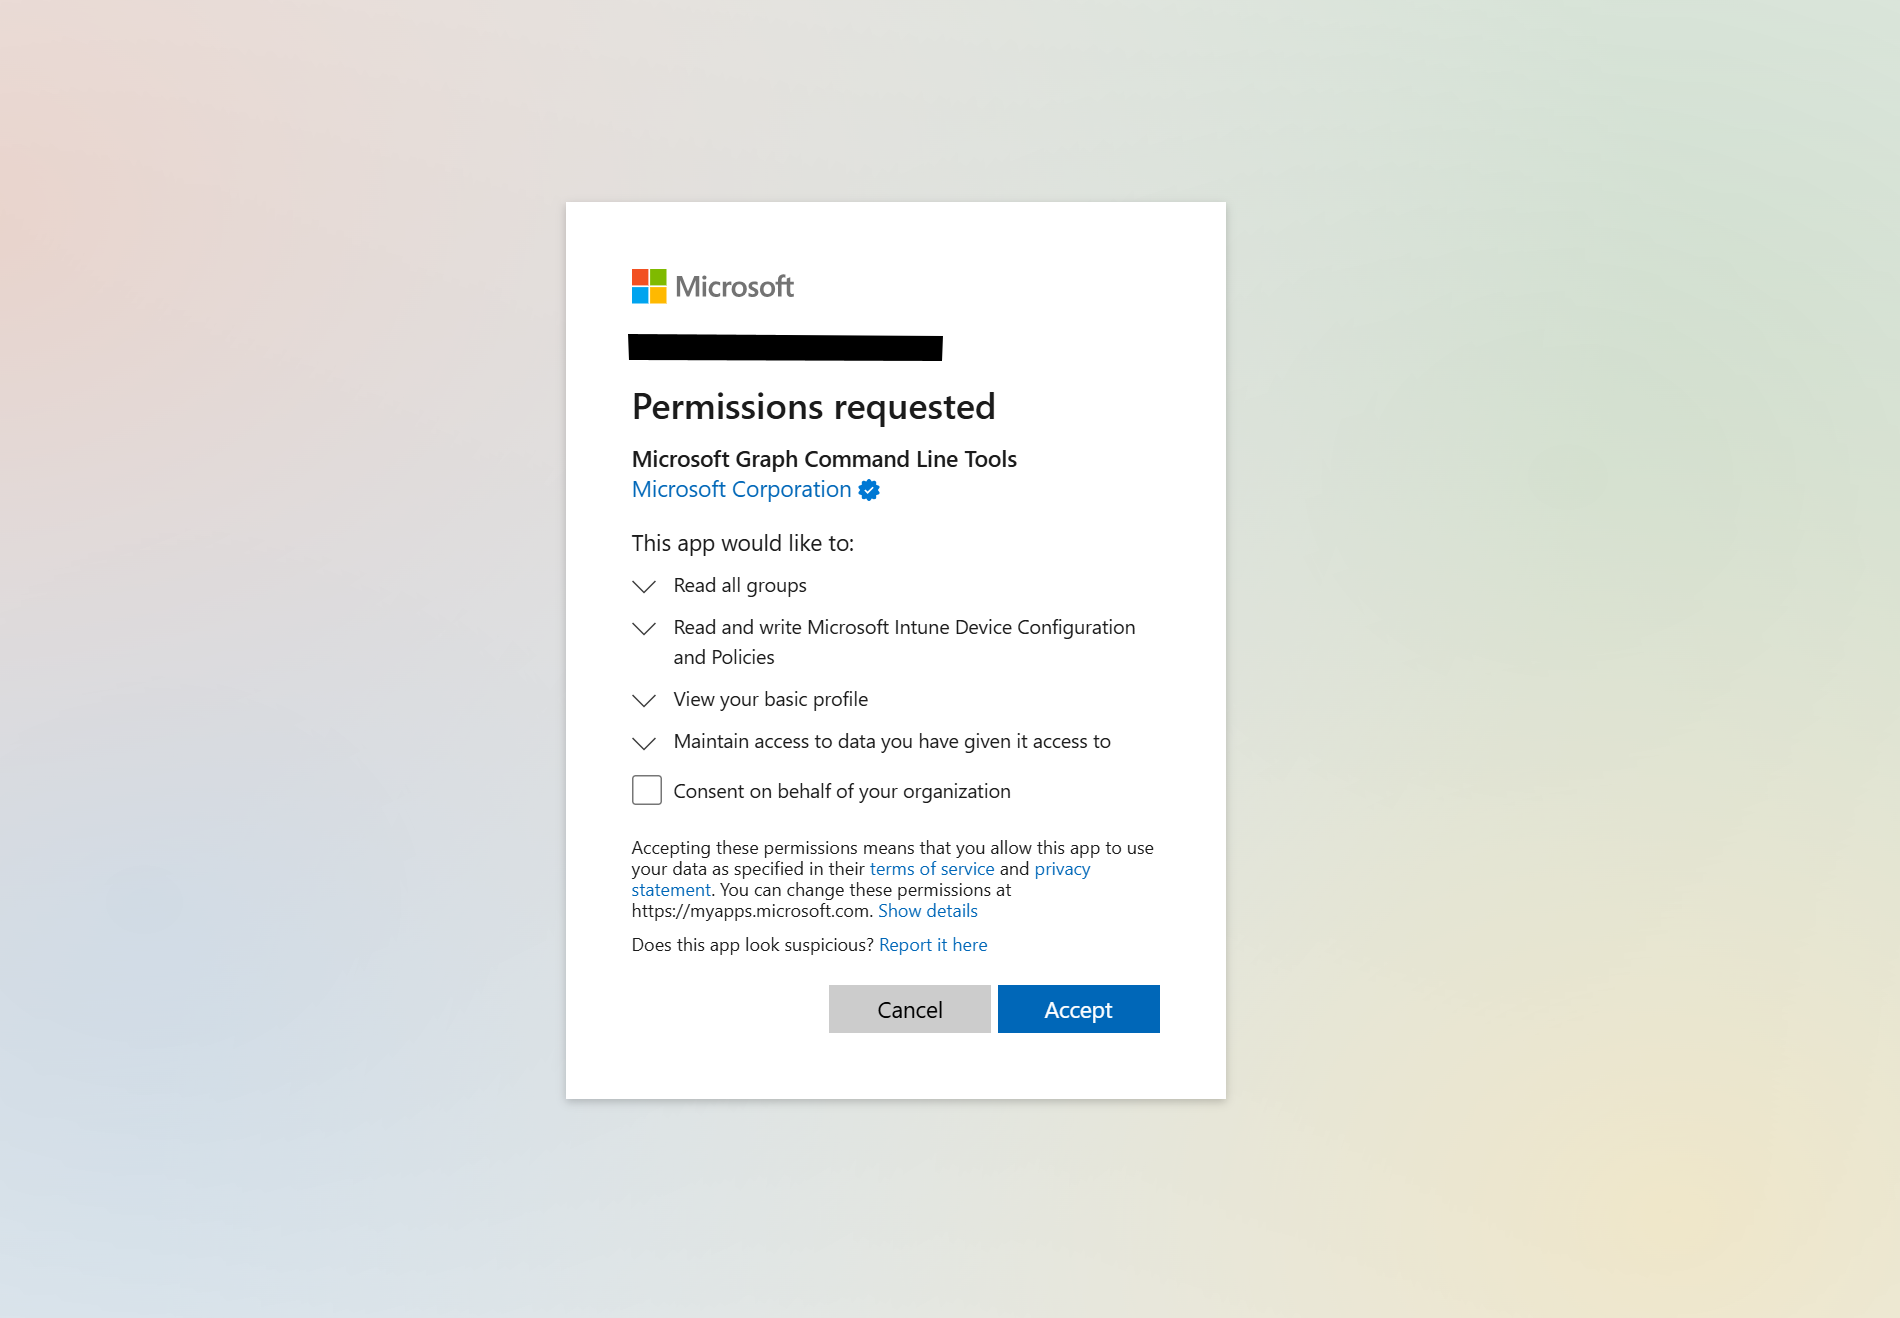 Microsoft
Permissions requested
Microsoft Graph Command Line Tools
Microsoft Corporation
This app would like to:
Read all groups
Read and write Microsoft Intune Device Configuration
and Policies
View your basic profile
Maintain access to data you have given it access to
Consent on behalf of your organization
Accepting these permissions means that you allow this app to use
your data as specified in their terms of service and privacy
statement. You can change these permissions at
https://myapps.microsoft.com. Show details
Does this app look suspicious? Report it here
Cancel Accept